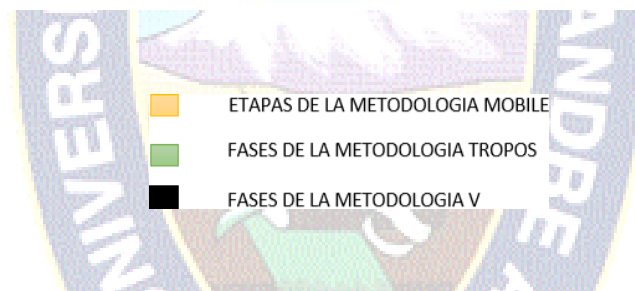 ETAPAS DE LA METODOLOGIA MOBILE
FASES DE LA METODOLOGIA TROPOS
FASES DE LA METODOLOGIA V